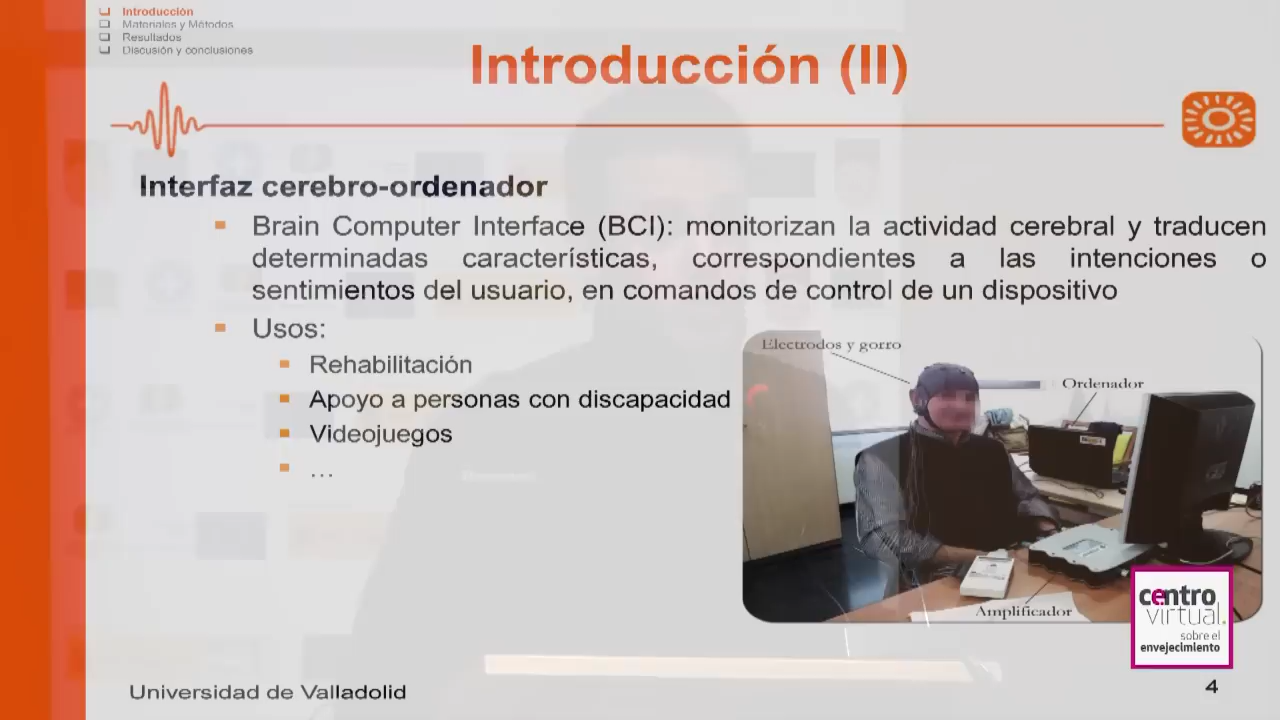 Introducción
Materiales y Métodos
Resultados
Discusión y conclusiones
Introducción (II)
Interfaz cerebro-ordenador
Brain Computer Interface (BCI): monitorizan la actividad cerebral y traducen
determinadas características, correspondientes a las intenciones o
sentimientos del usuario, en comandos de control de un dispositivo
Usos:
Rehabilitación
Apoyo a personas con discapacidad
Videojuegos
...
Electrodos y gorro
Ordenador
Amplificador
centro
virtual.
sobre el
envejecimiento
Universidad de Valladolid
4